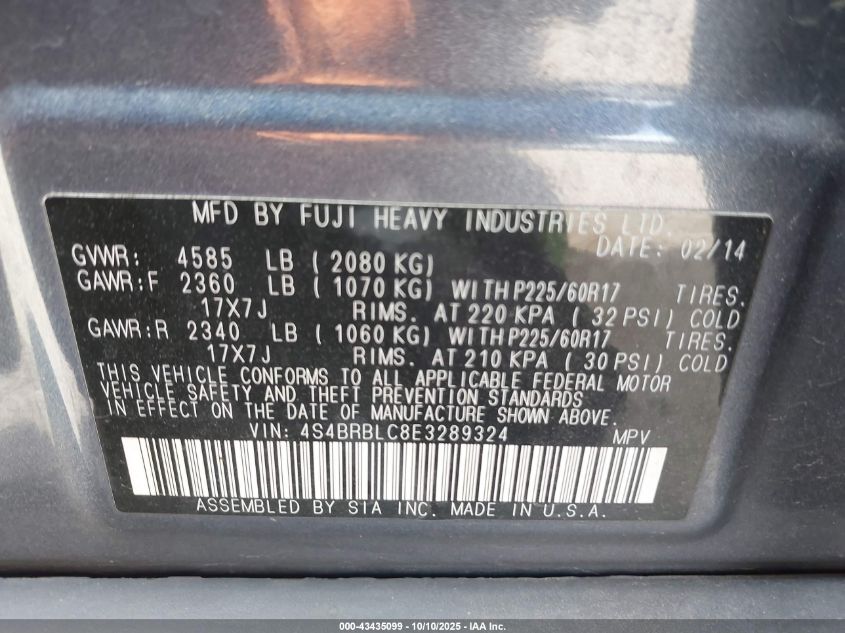 MFD BY FUJI HEAVY INDUSTRIES LTD.
DATE: 02/14
GVWR: 4585 LB ( 2080 KG)
GAWR:F 2360 LB ( 1070 KG) WITH P225/60R17 TIRES.
17X7J RIMS. AT 220 KPA ( 32 PSI) COLD
GAWR:R 2340 LB ( 1060 KG) WITH P225/60R17 TIRES.
17X7J RIMS. AT 210 KPA ( 30 PSI) COLD
THIS VEHICLE CONFORMS TO ALL APPLICABLE FEDERAL MOTOR
VEHICLE SAFETY AND THEFT PREVENTION STANDARDS
IN EFFECT ON THE DATE OF MANUFACTURE SHOWN ABOVE.
VIN: 4S4BRBLC8E3289324 MPV
ASSEMBLED BY SIA INC. MADE IN U.S.A.
000-43435099 - 10/10/2025 - IAA Inc.